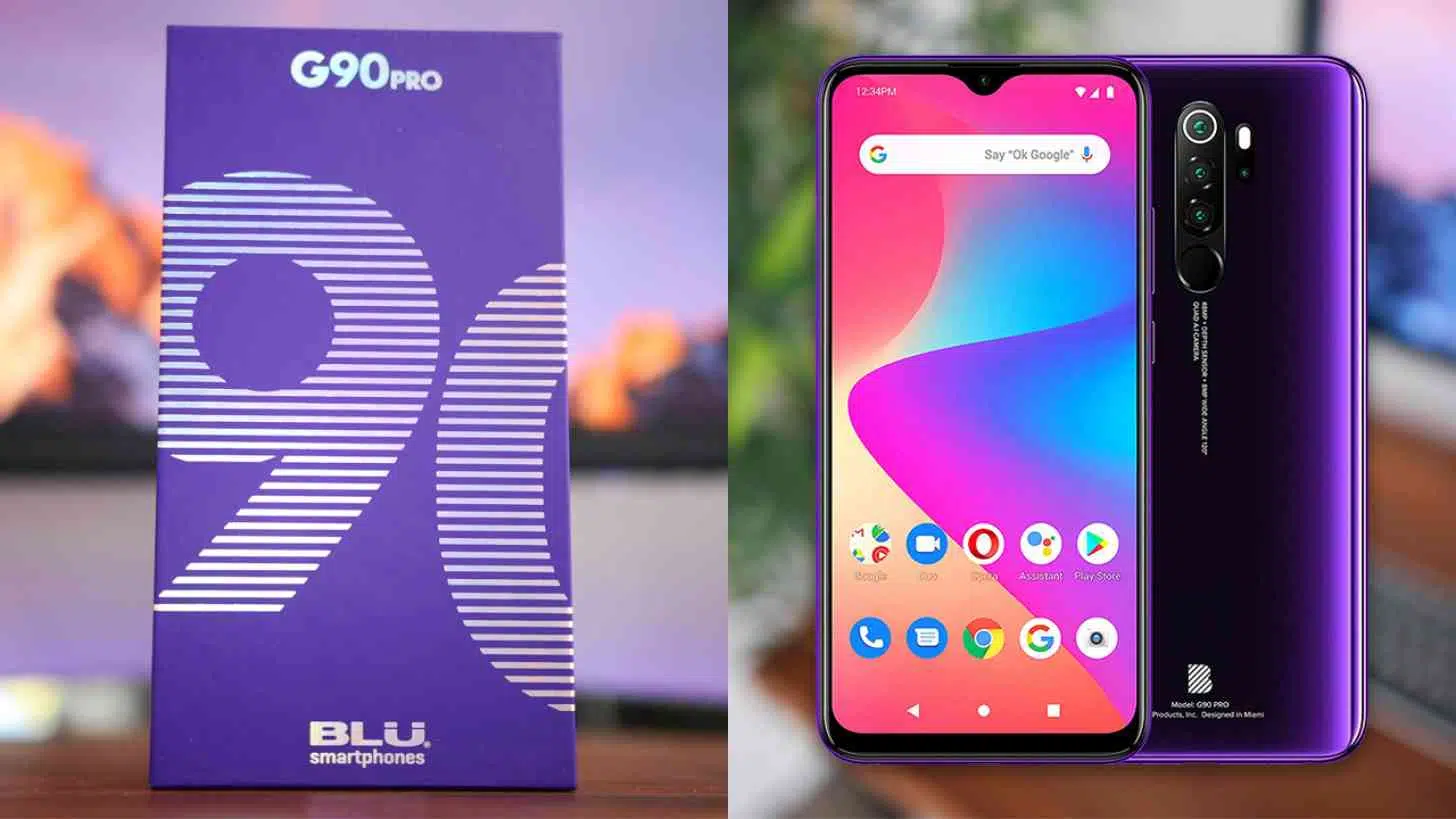 G90PRO
90
BLU
smartphones
12:34PM
Say "Ok Google"
Google
Duo
Opera
Assistant
Play Store
48MP • DEPTH SENSOR • 8MP WIDE ANGLE 120°
QUAD AI CAMERA
Model: G90 PRO
Products, Inc. Designed in Miami